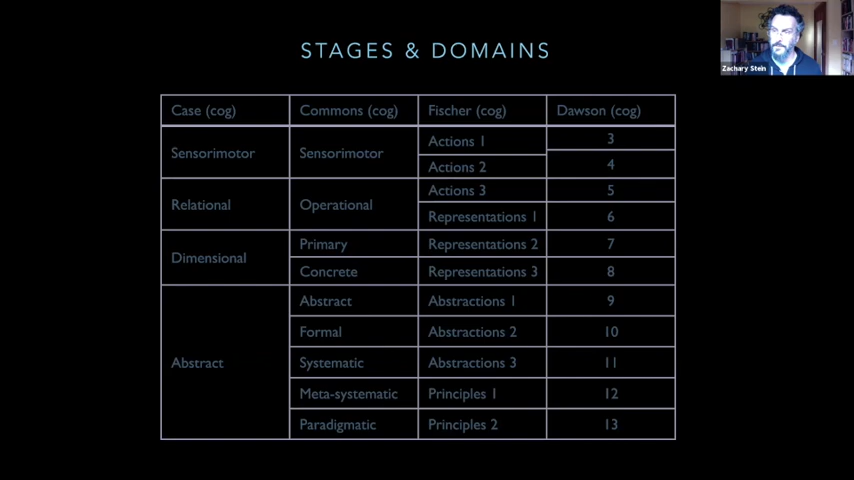 STAGES & DOMAINS
Zachary Stein
Case (cog) Commons (cog) Fischer (cog) Dawson (cog)
Sensorimotor Sensorimotor Actions 1 3
Actions 2 4
Relational Operational Actions 3 5
Representations 1 6
Dimensional Primary Representations 2 7
Concrete Representations 3 8
Abstract Abstract Abstractions 1 9
Formal Abstractions 2 10
Systematic Abstractions 3 11
Meta-systematic Principles 1 12
Paradigmatic Principles 2 13